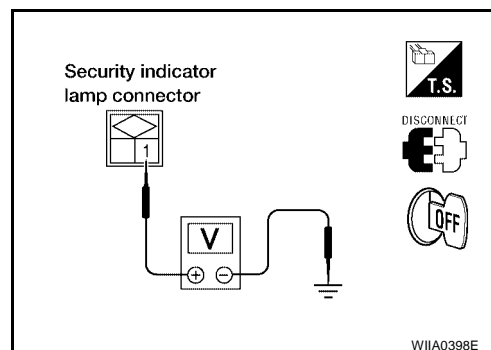 Security indicator
lamp connector
T.S.
DISCONNECT
1
OFF
V
+ −
WIIA0398E